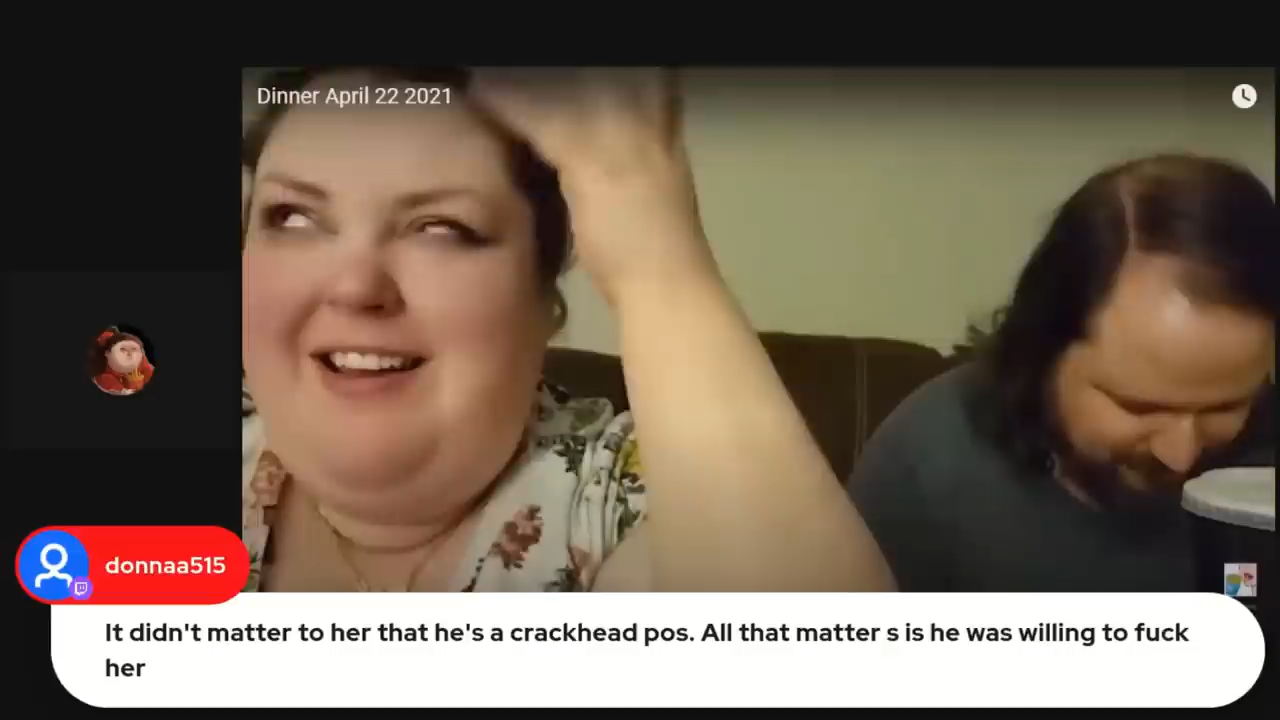 Dinner April 22 2021
donnaa515
It didn't matter to her that he's a crackhead pos. All that matter s is he was willing to fuck
her